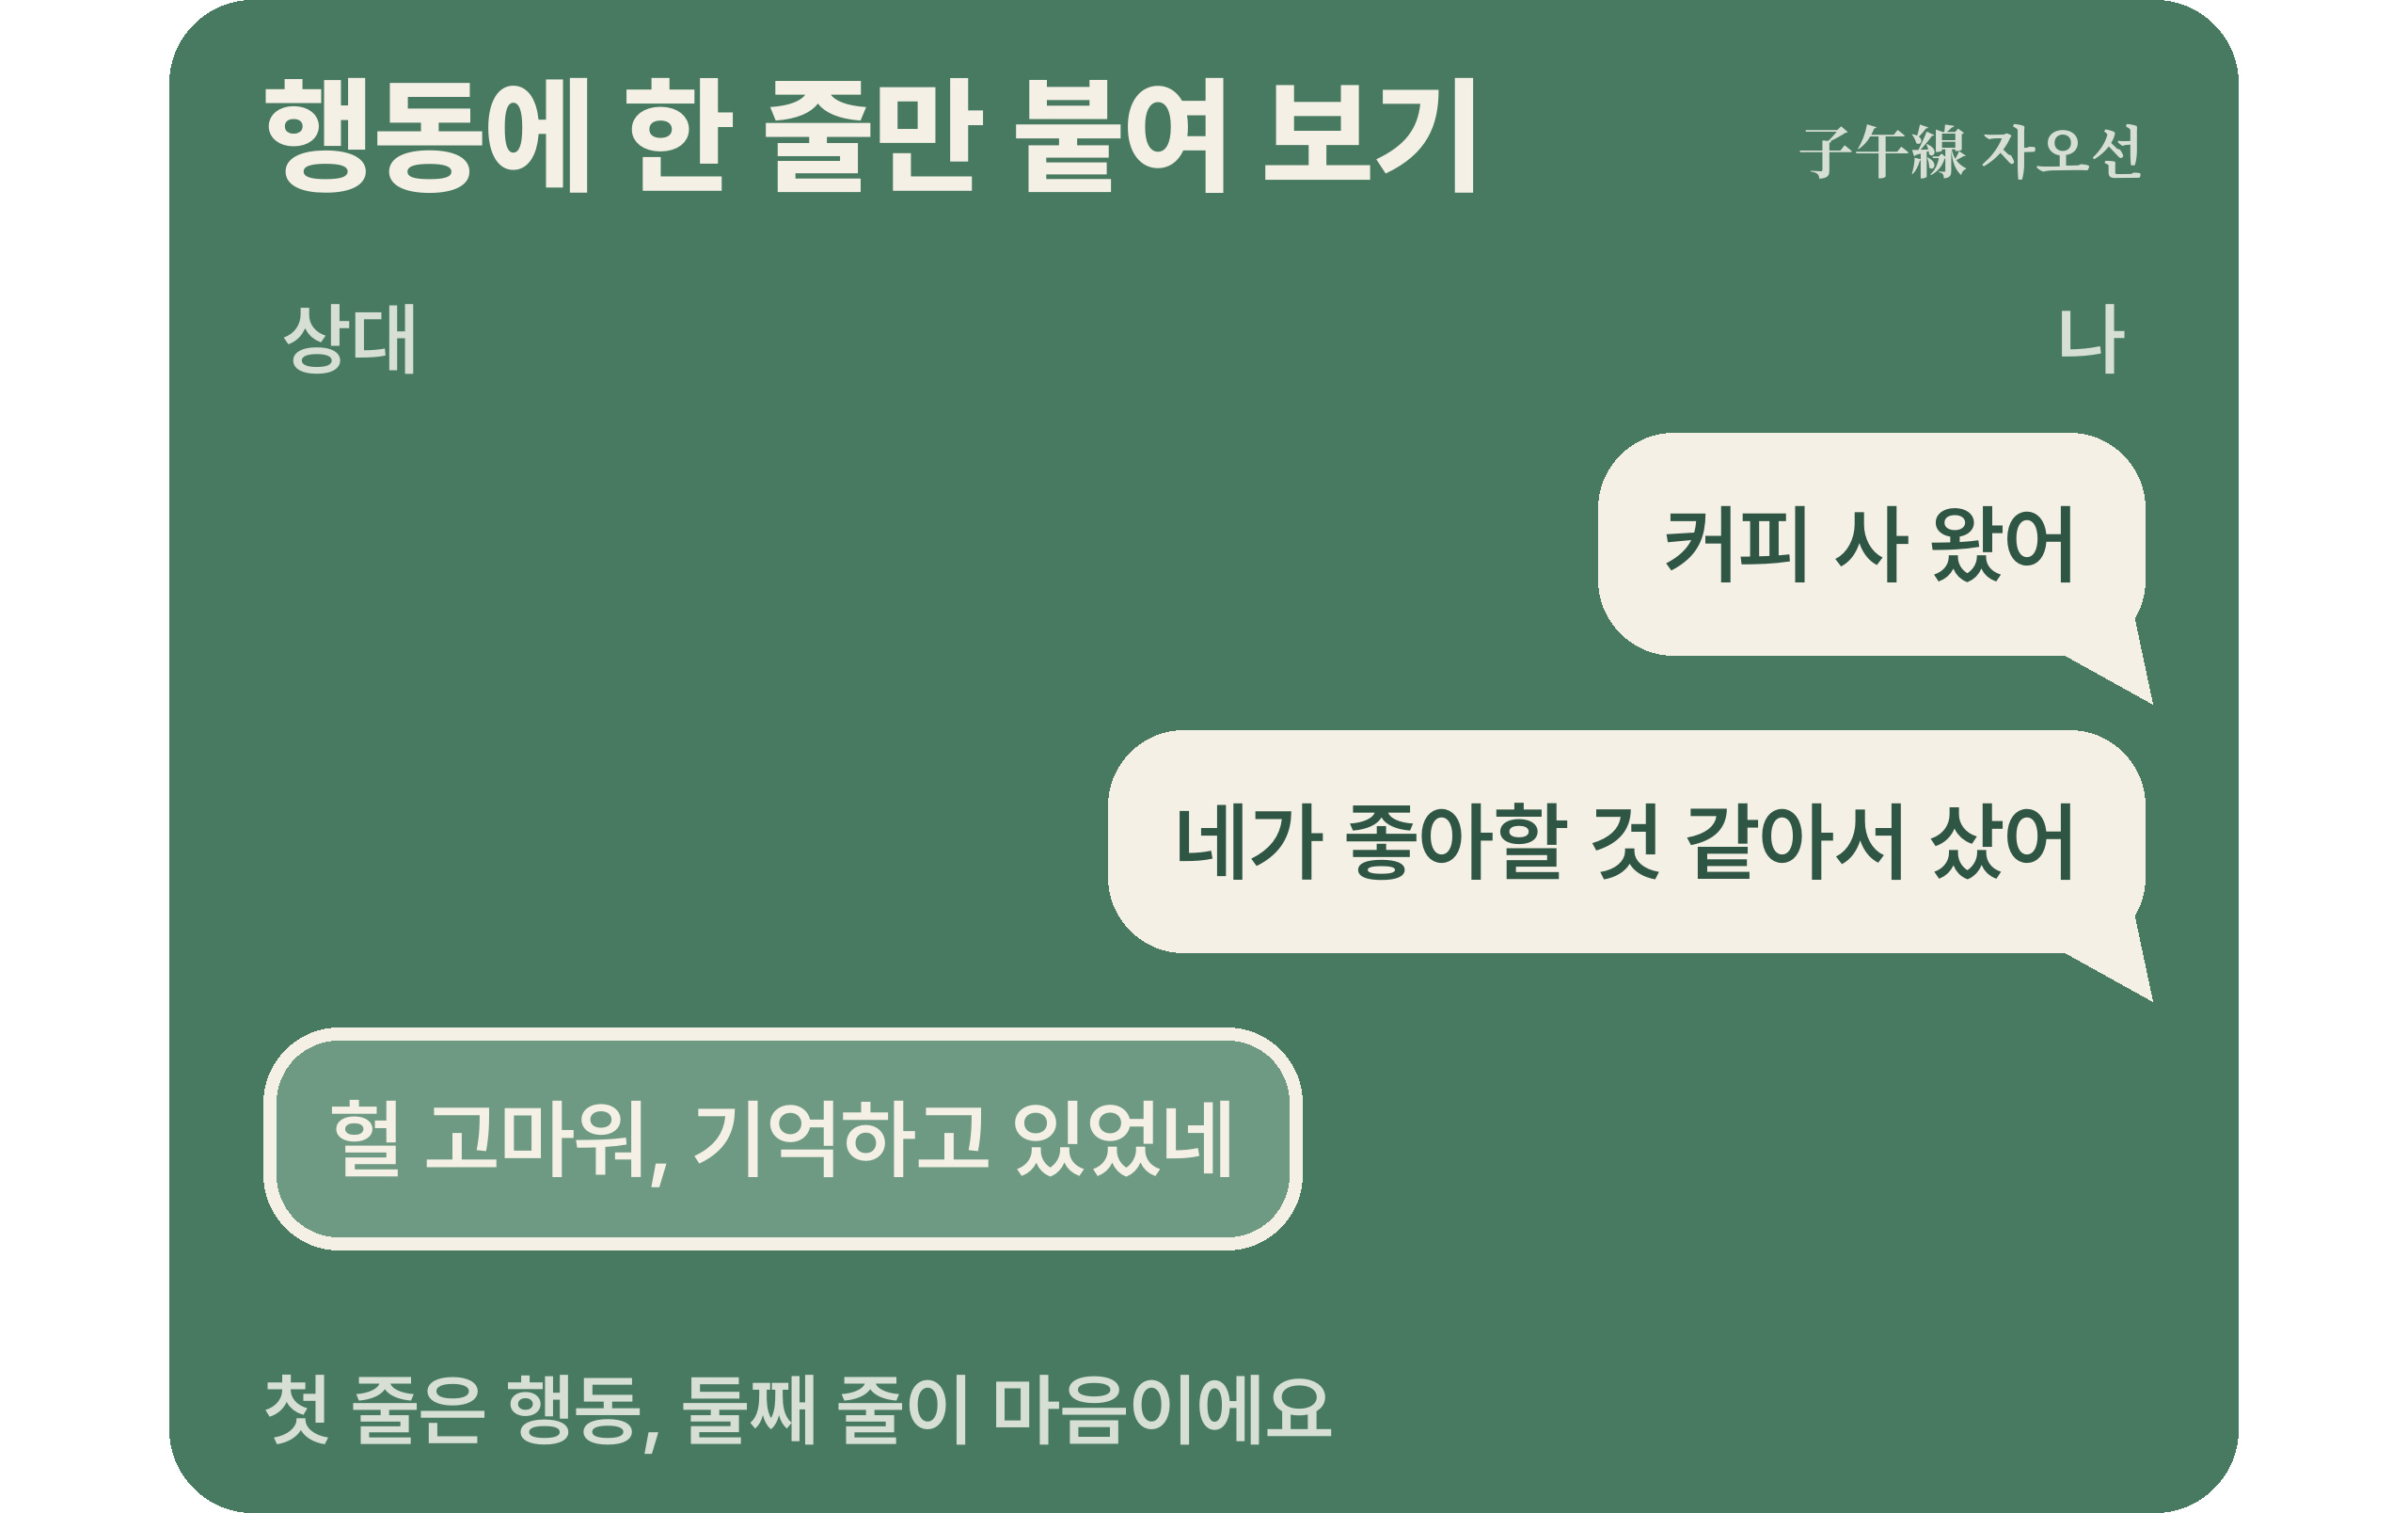 행동에 한 줄만 붙여 보기
子午線 자오선
상대
나
커피 사 왔어
네가 좋아할 것 같아서 샀어
헐 고마워, 기억하고 있었네
첫 줄은 행동, 둘째 줄이 마음이에요